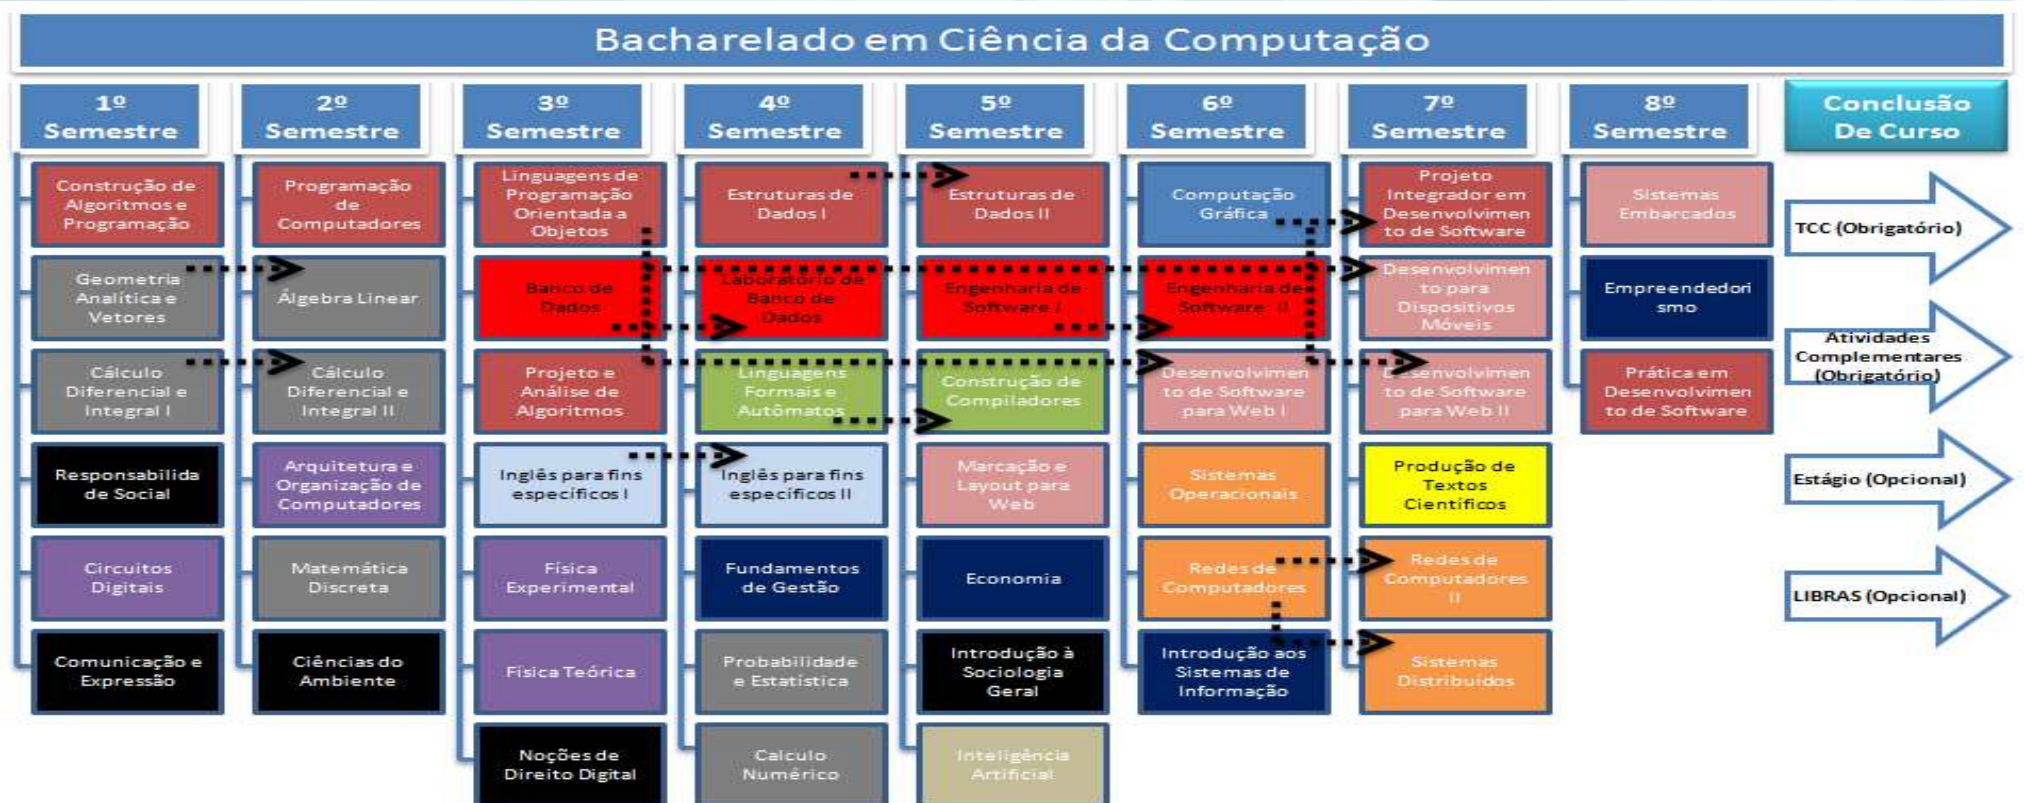 Bacharelado em Ciência da Computação
1º
Semestre
2º
Semestre
3º
Semestre
4º
Semestre
5º
Semestre
6º
Semestre
7º
Semestre
8º
Semestre
Conclusão
De Curso
Construção de
Algoritmos e
Programação
Geometria
Analítica e
Vetores
Cálculo
Diferencial e
Integral I
Responsabilida
de Social
Circuitos
Digitais
Comunicação e
Expressão
Programação
de
Computadores
Álgebra Linear
Cálculo
Diferencial e
Integral II
Arquitetura e
Organização de
Computadores
Matemática
Discreta
Ciências do
Ambiente
Linguagens de
Programação
Orientada a
Objetos
Banco de
Dados
Projeto e
Análise de
Algoritmos
Inglês para fins
específicos I
Física
Experimental
Física Teórica
Noções de
Direito Digital
Estruturas de
Dados I
Laboratório de
Banco de
Dados
Linguagens
Formais e
Autômatos
Inglês para fins
específicos II
Fundamentos
de Gestão
Probabilidade
e Estatística
Calculo
Numérico
Estruturas de
Dados II
Engenharia de
Software I
Construção de
Compiladores
Marcação e
Layout para
Web
Economia
Introdução à
Sociologia
Geral
Inteligência
Artificial
Computação
Gráfica
Engenharia de
Software II
Desenvolvimen
to de Software
para Web I
Sistemas
Operacionais
Redes de
Computadores
Introdução aos
Sistemas de
Informação
Projeto
Integrador em
Desenvolvimen
to de Software
Desenvolvimen
to para
Dispositivos
Móveis
Desenvolvimen
to de Software
para Web II
Produção de
Textos
Científicos
Redes de
Computadores
II
Sistemas
Distribuídos
Sistemas
Embarcados
Empreendedori
smo
Prática em
Desenvolvimen
to de Software
TCC (Obrigatório)
Atividades
Complementares
(Obrigatório)
Estágio (Opcional)
LIBRAS (Opcional)